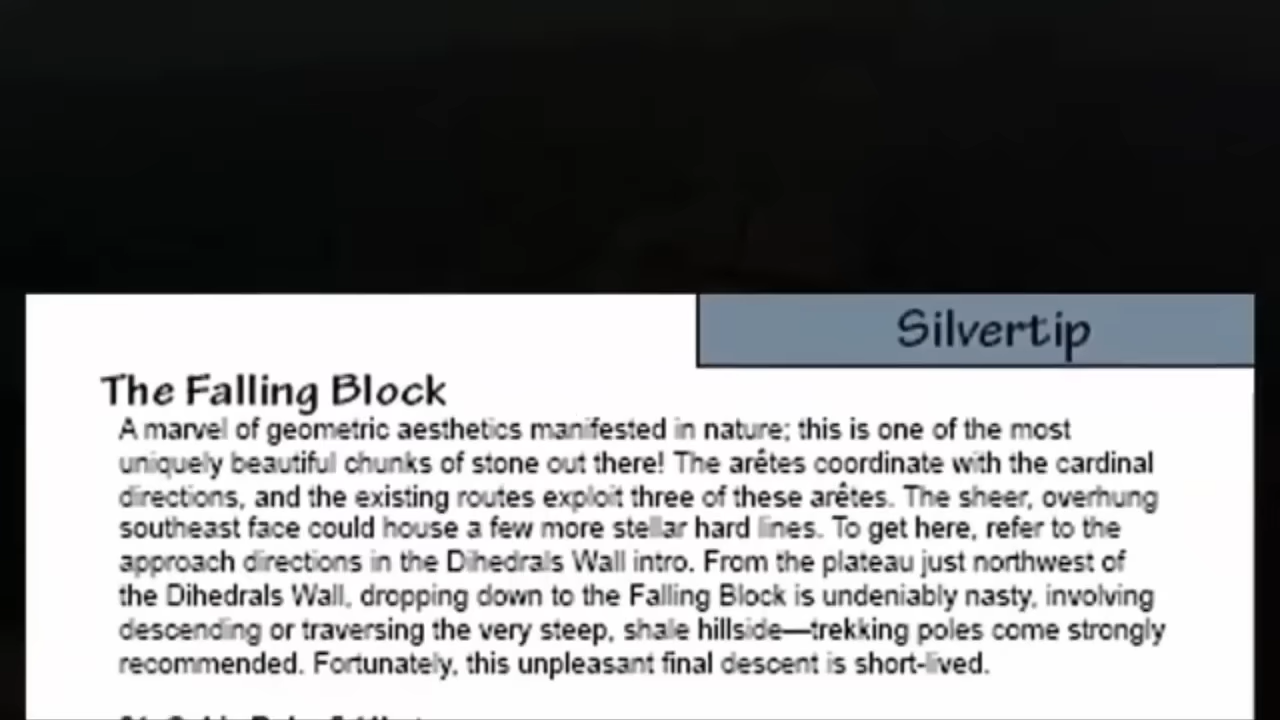 Silvertip
The Falling Block
A marvel of geometric aesthetics manifested in nature; this is one of the most
uniquely beautiful chunks of stone out there! The arêtes coordinate with the cardinal
directions, and the existing routes exploit three of these arêtes. The sheer, overhung
southeast face could house a few more stellar hard lines. To get here, refer to the
approach directions in the Dihedrals Wall intro. From the plateau just northwest of
the Dihedrals Wall, dropping down to the Falling Block is undeniably nasty, involving
descending or traversing the very steep, shale hillside—trekking poles come strongly
recommended. Fortunately, this unpleasant final descent is short-lived.